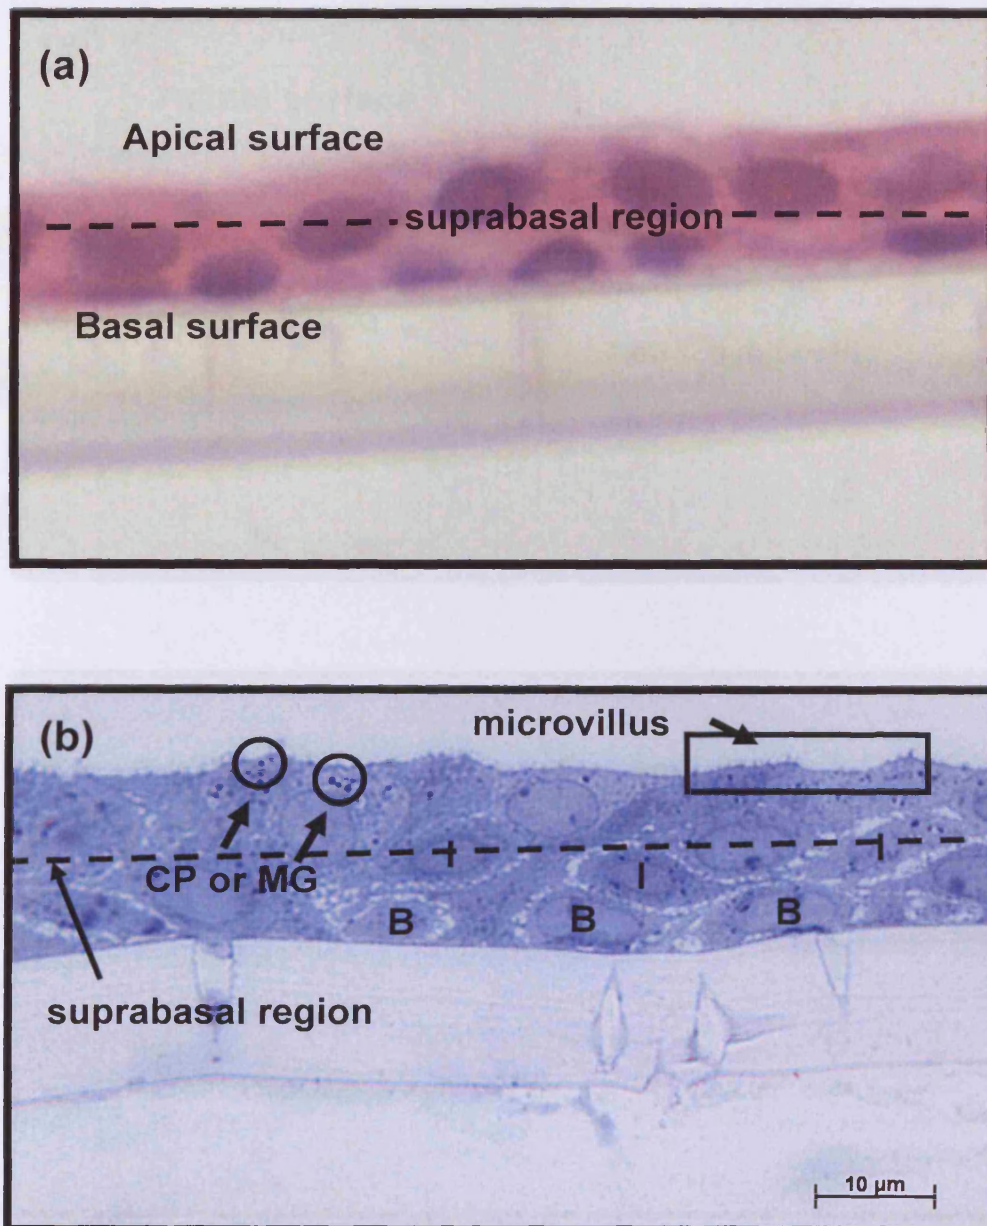 (a)
Apical surface
suprabasal region
Basal surface
(b)
microvillus
CP or MG
I
I
I
B
B
B
suprabasal region
10 µm